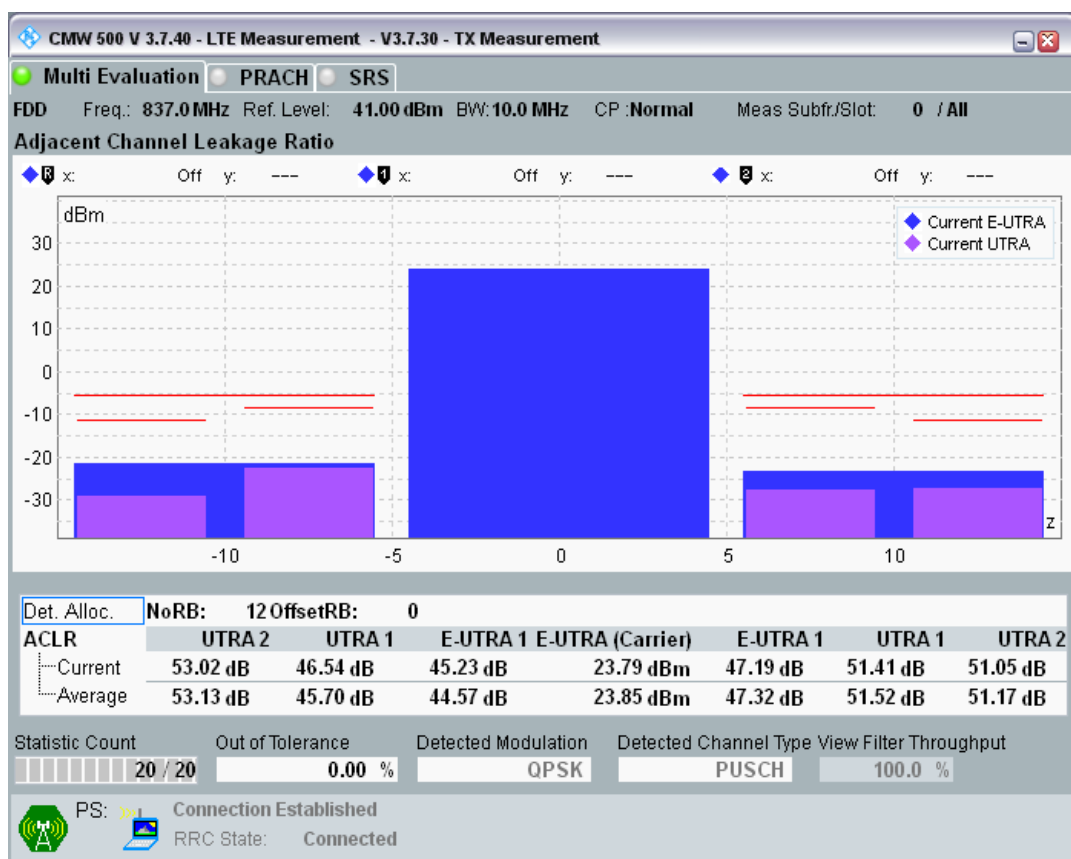 CMW 500 V 3.7.40 - LTE Measurement - V3.7.30 - TX Measurement
Multi Evaluation PRACH SRS
FDD Freq.: 837.0 MHz Ref. Level: 41.00 dBm BW: 10.0 MHz CP :Normal Meas Subfr./Slot: 0 / All
Adjacent Channel Leakage Ratio
R x: Off y: --- 1 x: Off y: --- 2 x: Off y: ---
dBm
Current E-UTRA
Current UTRA
30
20
10
0
-10
-20
-30
z
-10 -5 0 5 10
Det. Alloc. NoRB: 12 OffsetRB: 0
ACLR UTRA 2 UTRA 1 E-UTRA 1 E-UTRA (Carrier) E-UTRA 1 UTRA 1 UTRA 2
Current 53.02 dB 46.54 dB 45.23 dB 23.79 dBm 47.19 dB 51.41 dB 51.05 dB
Average 53.13 dB 45.70 dB 44.57 dB 23.85 dBm 47.32 dB 51.52 dB 51.17 dB
Statistic Count Out of Tolerance Detected Modulation Detected Channel Type View Filter Throughput
20 / 20 0.00 % QPSK PUSCH 100.0 %
PS: Connection Established
RRC State: Connected